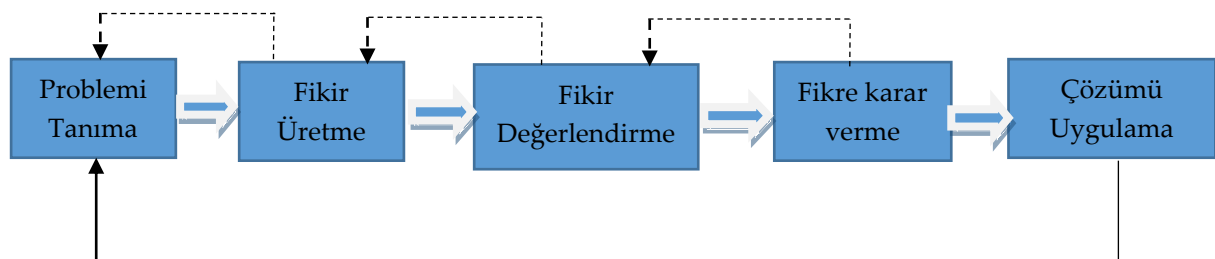 Problemi
Tanıma
Fikir
Üretme
Fikir
Değerlendirme
Fikre karar
verme
Çözümü
Uygulama